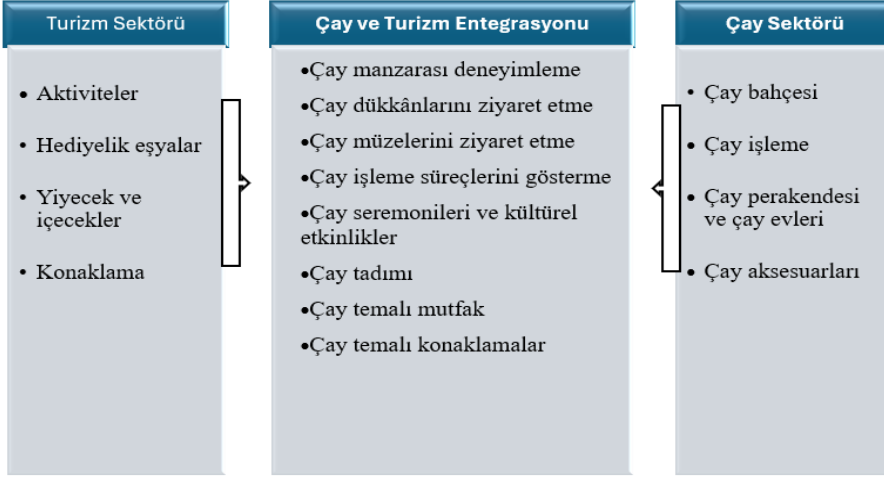 Turizm Sektörü
• Aktiviteler
• Hediyelik eşyalar
• Yiyecek ve
içecekler
• Konaklama
Çay ve Turizm Entegrasyonu
•Çay manzarası deneyimleme
•Çay dükkânlarını ziyaret etme
•Çay müzelerini ziyaret etme
•Çay işleme süreçlerini gösterme
•Çay seremonileri ve kültürel
etkinlikler
•Çay tadımı
•Çay temalı mutfak
•Çay temalı konaklamalar
Çay Sektörü
• Çay bahçesi
• Çay işleme
• Çay perakendesi
ve çay evleri
• Çay aksesuarları